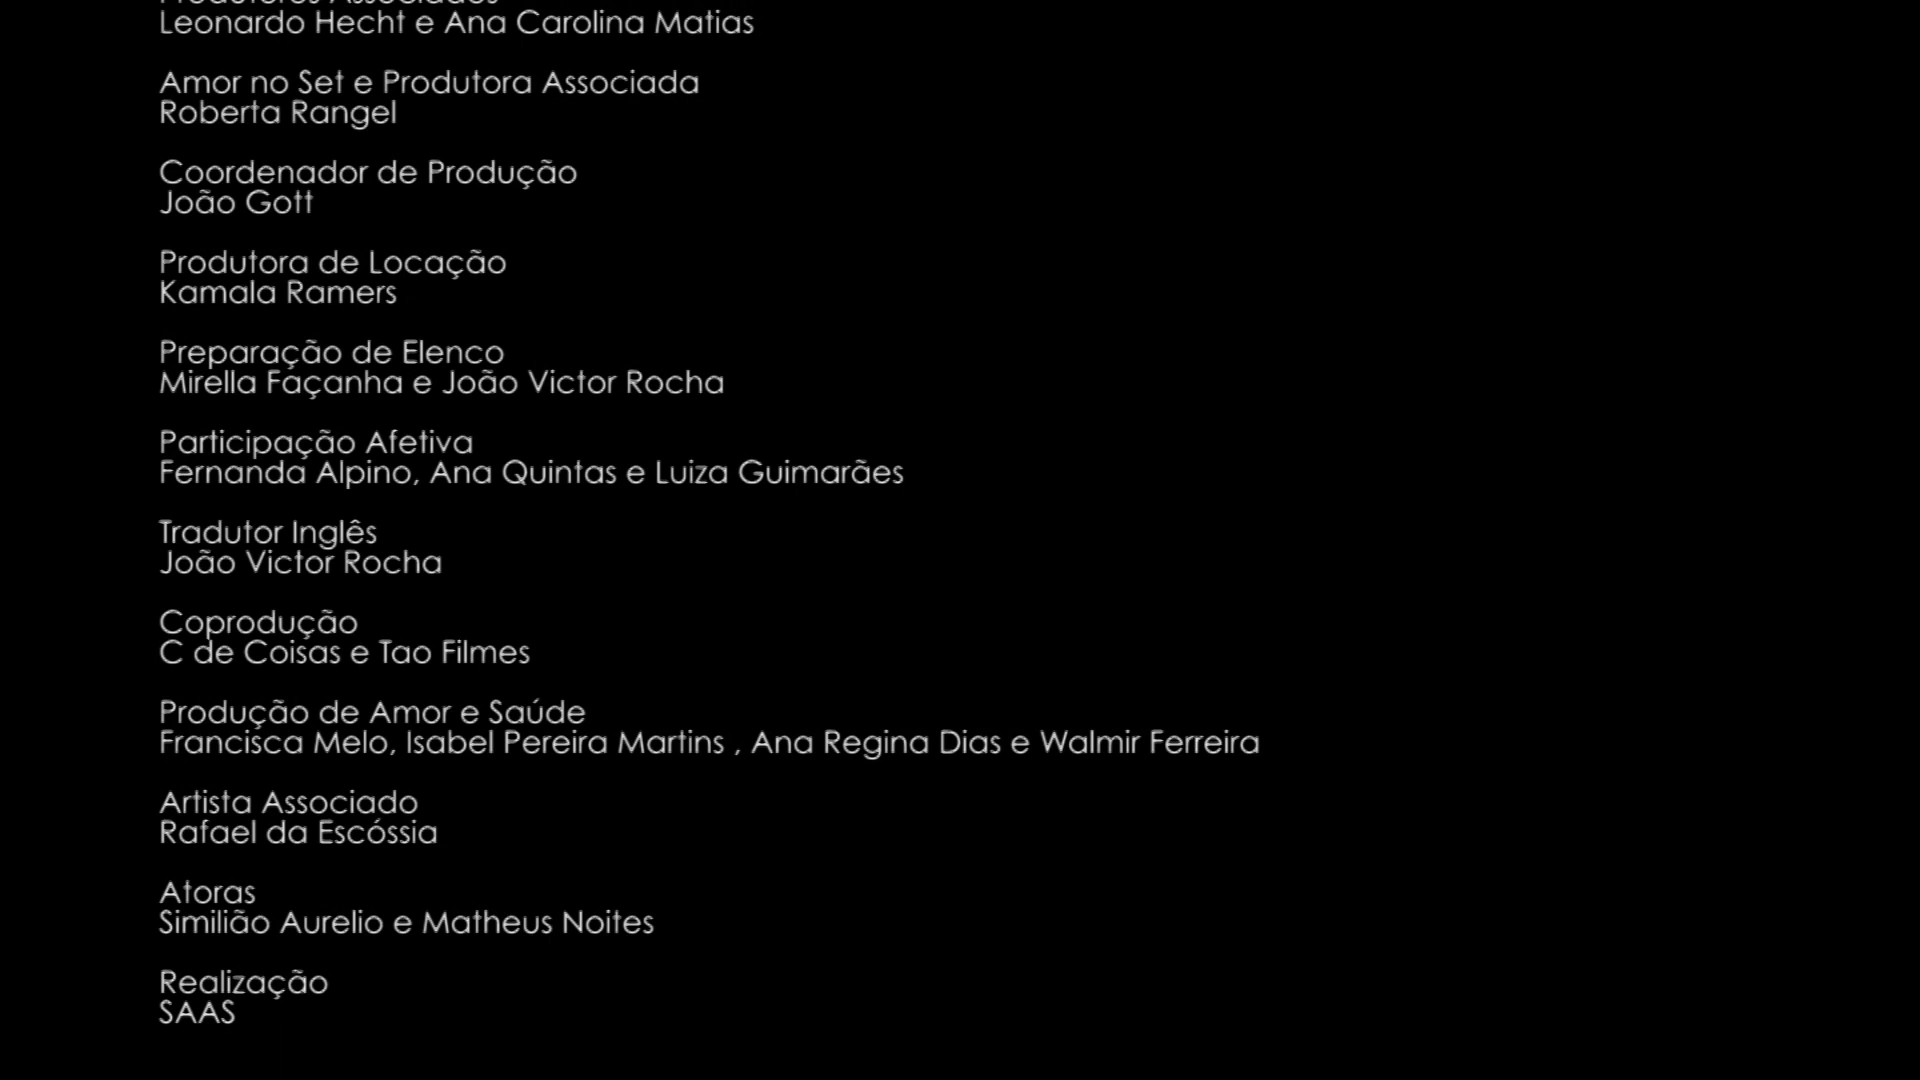 Produtores Associados
Leonardo Hecht e Ana Carolina Matias
Amor no Set e Produtora Associada
Roberta Rangel
Coordenador de Produção
João Gott
Produtora de Locação
Kamala Ramers
Preparação de Elenco
Mirella Façanha e João Victor Rocha
Participação Afetiva
Fernanda Alpino, Ana Quintas e Luiza Guimarães
Tradutor Inglês
João Victor Rocha
Coprodução
C de Coisas e Tao Filmes
Produção de Amor e Saúde
Francisca Melo, Isabel Pereira Martins , Ana Regina Dias e Walmir Ferreira
Artista Associado
Rafael da Escóssia
Atoras
Similião Aurelio e Matheus Noites
Realização
SAAS